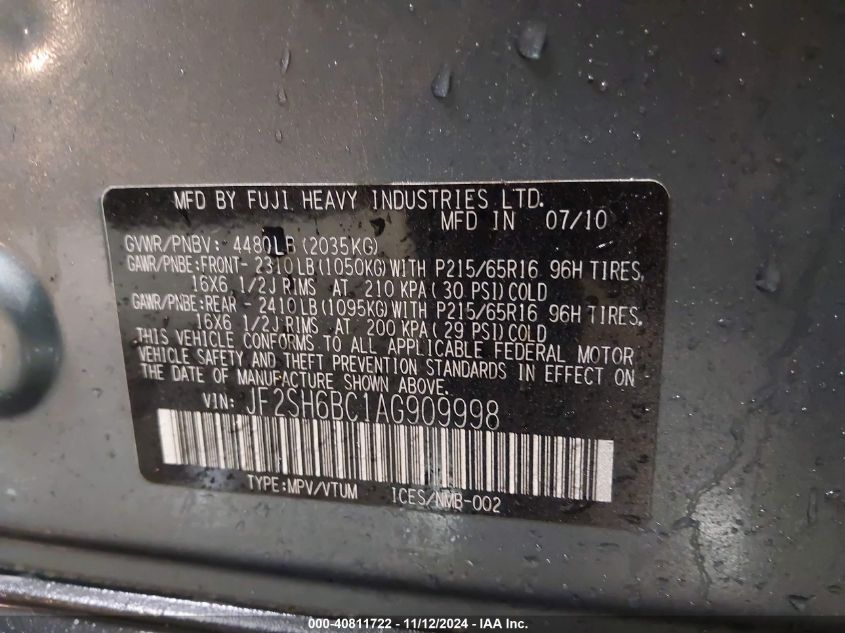 MFD BY FUJI HEAVY INDUSTRIES LTD.
MFD IN 07/10
GVWR/PNBV: 4480LB (2035KG)
GAWR/PNBE:FRONT- 2310 LB (1050KG) WITH P215/65R16 96H TIRES,
16X6 1/2J RIMS AT 210 KPA (30 PSI) COLD
GAWR/PNBE:REAR - 2410 LB (1095KG) WITH P215/65R16 96H TIRES,
16X6 1/2J RIMS AT 200 KPA (29 PSI) COLD
THIS VEHICLE CONFORMS TO ALL APPLICABLE FEDERAL MOTOR
VEHICLE SAFETY AND THEFT PREVENTION STANDARDS IN EFFECT ON
THE DATE OF MANUFACTURE SHOWN ABOVE.
VIN: JF2SH6BC1AG909998
TYPE:MPV/VTUM ICES/NMB-002
000-40811722 - 11/12/2024 - IAA Inc.